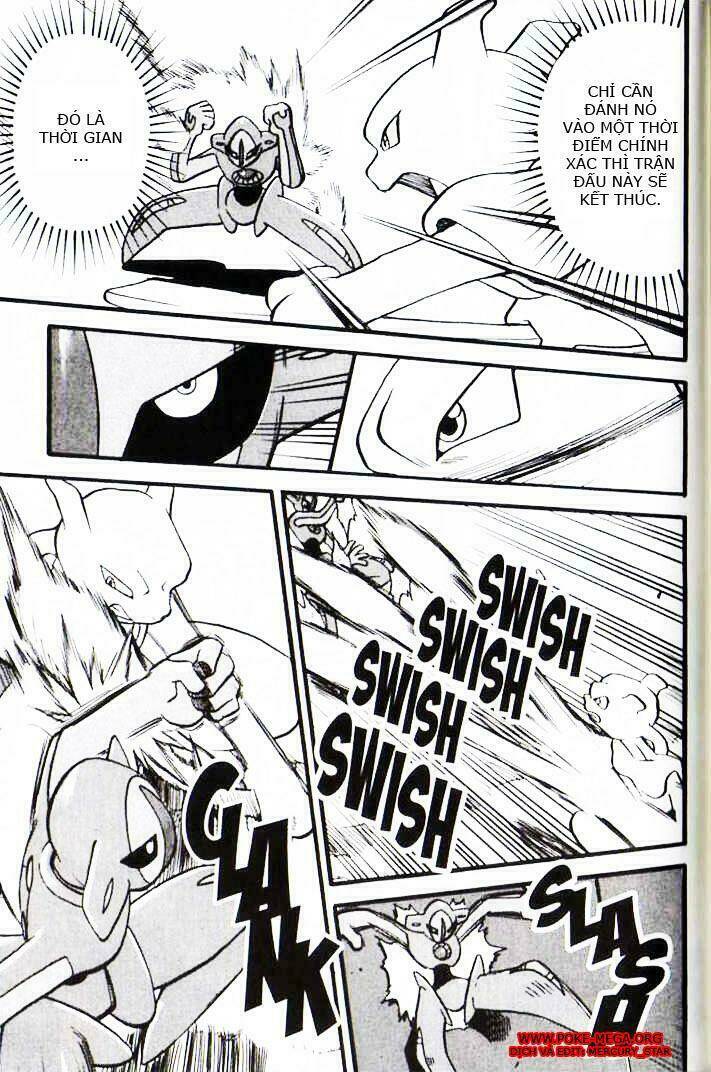 CHỈ CẦN
ĐÁNH NÓ
VÀO MỘT THỜI
ĐIỂM CHÍNH
XÁC THÌ TRẬN
ĐẤU NÀY SẼ
KẾT THÚC.
ĐÓ LÀ
THỜI GIAN
...
SWISH
SWISH
SWISH
SWISH
CLANK
SLASH
WWW.POKE-MEGA.ORG
DỊCH VÀ EDIT: MERCURY_STAR